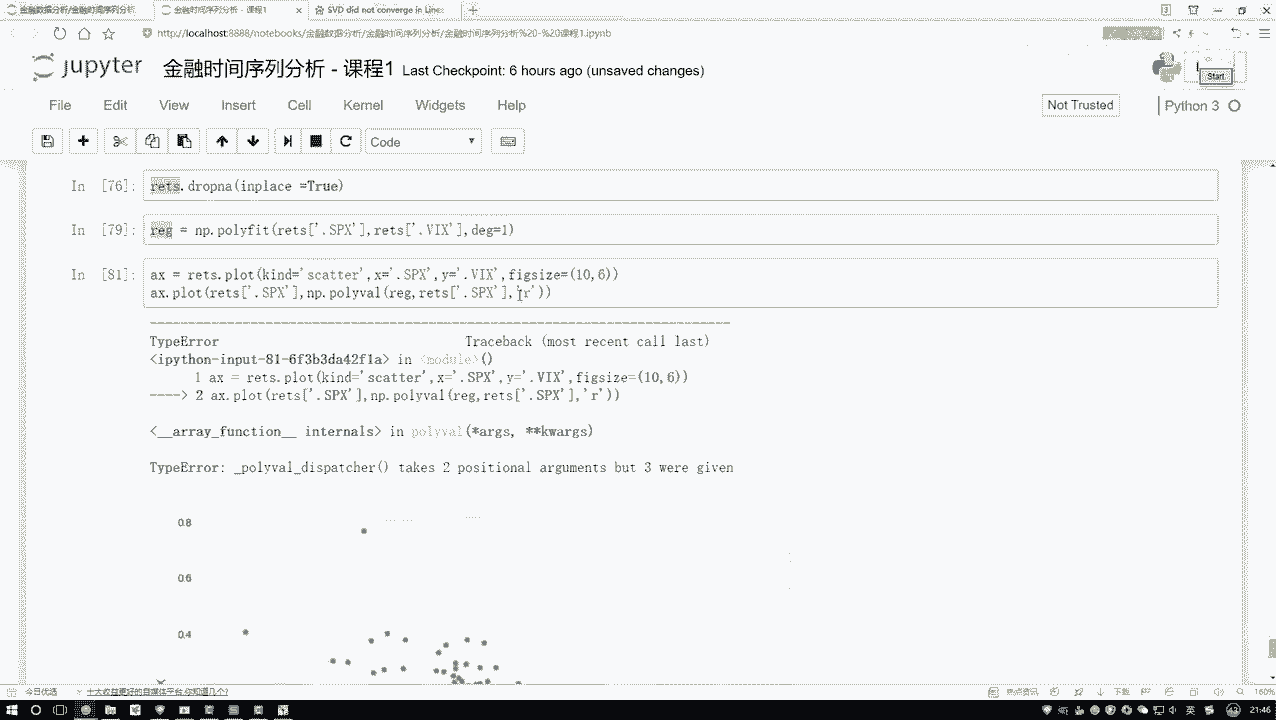 金融数据分析/金融时间序列分析/
金融时间序列分析 - 课程1
SVD did not converge in Line
http://localhost:8888/notebooks/金融数据分析/金融时间序列分析/金融时间序列分析%20-%20课程1.ipynb
jupyter 金融时间序列分析 - 课程1 Last Checkpoint: 6 hours ago (unsaved changes)
Start
File Edit View Insert Cell Kernel Widgets Help
Not Trusted
Python 3
Code
In [76]: rets.dropna(inplace =True)
In [79]: reg = np.polyfit(rets['.SPX'],rets['.VIX'],deg=1)
In [81]: ax = rets.plot(kind='scatter',x='.SPX',y='.VIX',figsize=(10,6))
ax.plot(rets['.SPX'],np.polyval(reg,rets['.SPX'],'r'))
---------------------------------------------------------------------------
TypeError Traceback (most recent call last)
<ipython-input-81-6f3b3da42f1a> in <module>()
1 ax = rets.plot(kind='scatter',x='.SPX',y='.VIX',figsize=(10,6))
----> 2 ax.plot(rets['.SPX'],np.polyval(reg,rets['.SPX'],'r'))
<__array_function__ internals> in polyval(*args, **kwargs)
TypeError: _polyval_dispatcher() takes 2 positional arguments but 3 were given
0.8
0.6
0.4
今日优选
十大收益更好的自媒体平台,你知道几个?
热点资讯
下载
160%
英
21:46